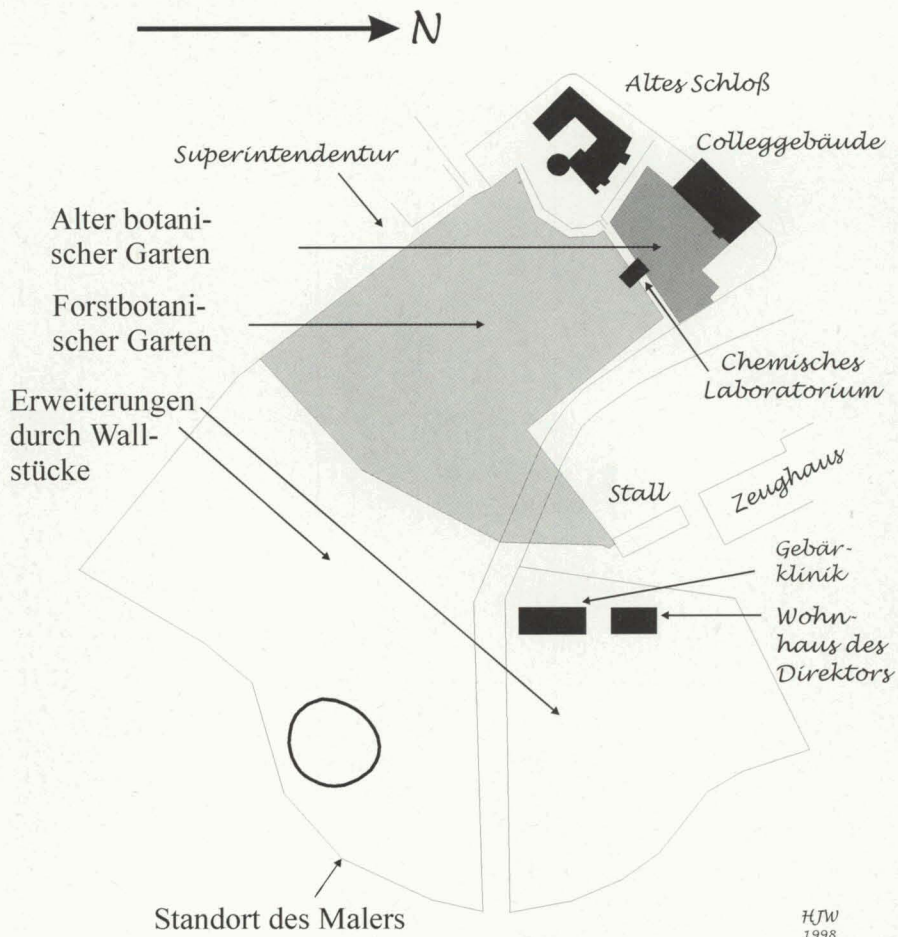 N
Altes Schloß
Colleggebäude
Superintendentur
Alter botani-
scher Garten
Forstbotani-
scher Garten
Chemisches
Laboratorium
Erweiterungen
durch Wall-
stücke
Stall
Zeughaus
Gebär-
klinik
Wohn-
haus des
Direktors
Standort des Malers
HJW
1998